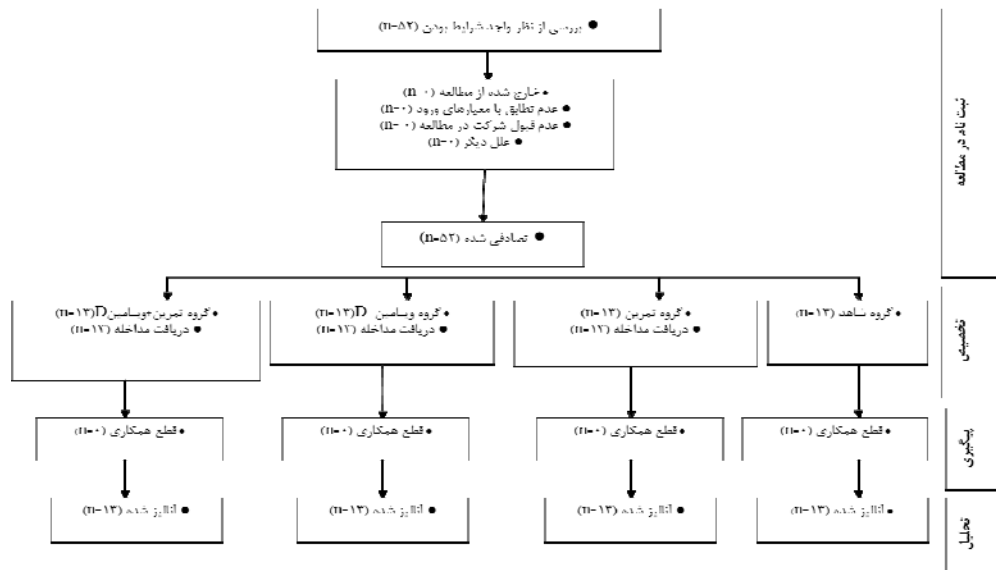 ● بررسی از نظر واجد شرایط بودن (n-۵۲)
● خارج شده از مطالعه (n ۰)
● عدم تطابق با معیارهای ورود (n-۰)
● عدم قبول شرکت در مطالعه (n- ۰)
● علل دیگر (n-۰)
● تصادفی شده (n=۵۲)
ثبت نام در مطالعه
● گروه شاهد (n-۱۳)
● گروه تمرین (n-۱۳)
● دریافت مداخله (n-۱۳)
● گروه ویتامین D (n-۱۳)
● دریافت مداخله (n-۱۳)
● گروه تمرین+ویتامینD (n-۱۳)
● دریافت مداخله (n-۱۳)
تخصیص
● قطع همکاری (n=۰)
● قطع همکاری (n=۰)
● قطع همکاری (n=۰)
● قطع همکاری (n=۰)
پیگیری
● آنالیز شده (n-۱۳)
● آنالیز شده (n-۱۳)
● آنالیز شده (n-۱۳)
● آنالیز شده (n-۱۳)
تحلیل